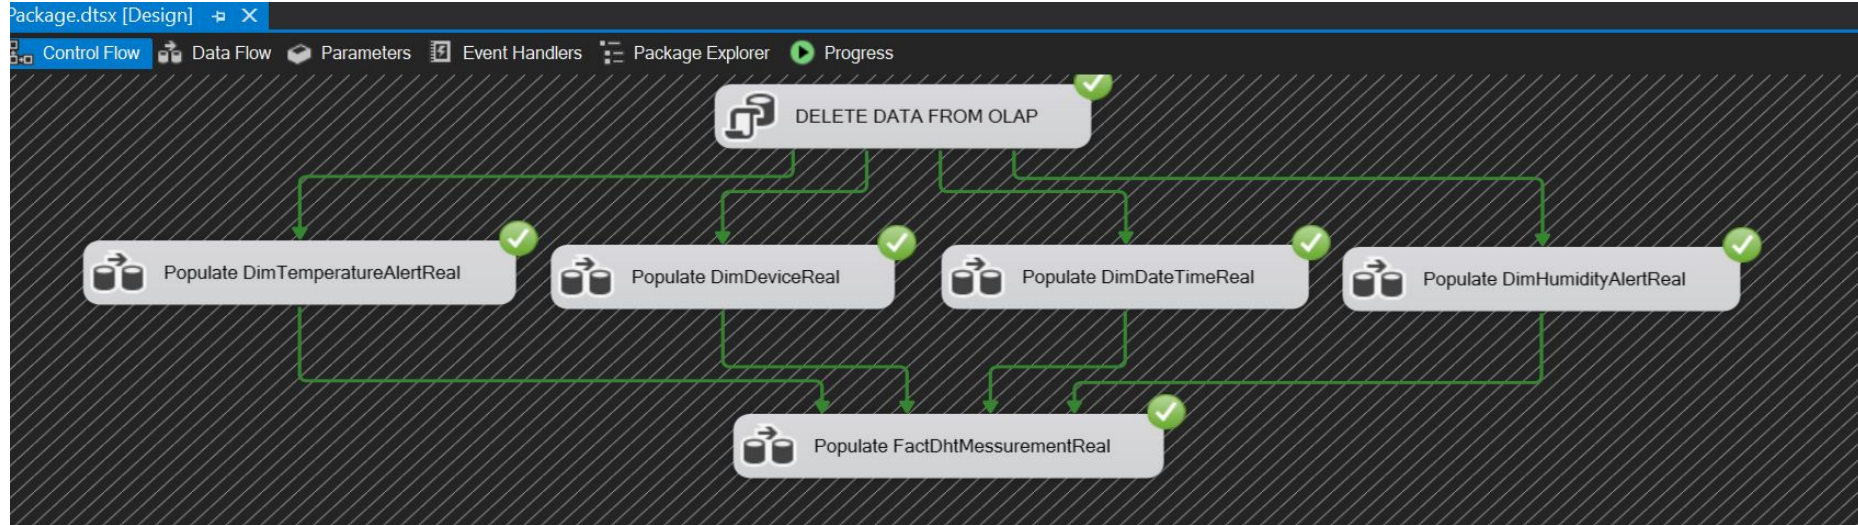 Package.dtsx [Design]
Control Flow Data Flow Parameters Event Handlers Package Explorer Progress
DELETE DATA FROM OLAP
Populate DimTemperatureAlertReal Populate DimDeviceReal Populate DimDateTimeReal Populate DimHumidityAlertReal
Populate FactDhtMessurementReal